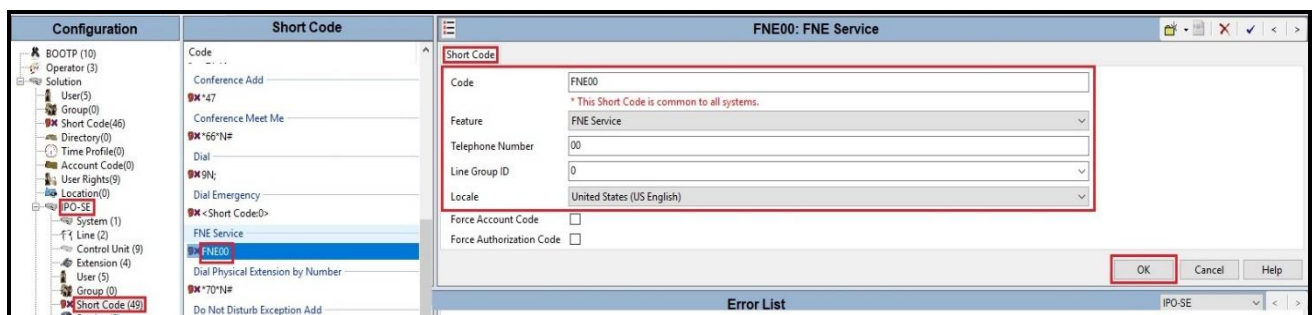 Configuration
BOOTP (10)
Operator (3)
Solution
User(5)
Group(0)
Short Code(46)
Directory(0)
Time Profile(0)
Account Code(0)
User Rights(9)
Location(0)
IPO-SE
System (1)
Line (2)
Control Unit (9)
Extension (4)
User (5)
Group (0)
Short Code (49)
Short Code
Code
Conference Add
*47
Conference Meet Me
*66*N#
Dial
9N;
Dial Emergency
<Short Code:0>
FNE Service
FNE00
Dial Physical Extension by Number
*70*N#
Do Not Disturb Exception Add
FNE00: FNE Service
Short Code
Code FNE00
* This Short Code is common to all systems.
Feature FNE Service
Telephone Number 00
Line Group ID 0
Locale United States (US English)
Force Account Code
Force Authorization Code
OK Cancel Help
Error List IPO-SE